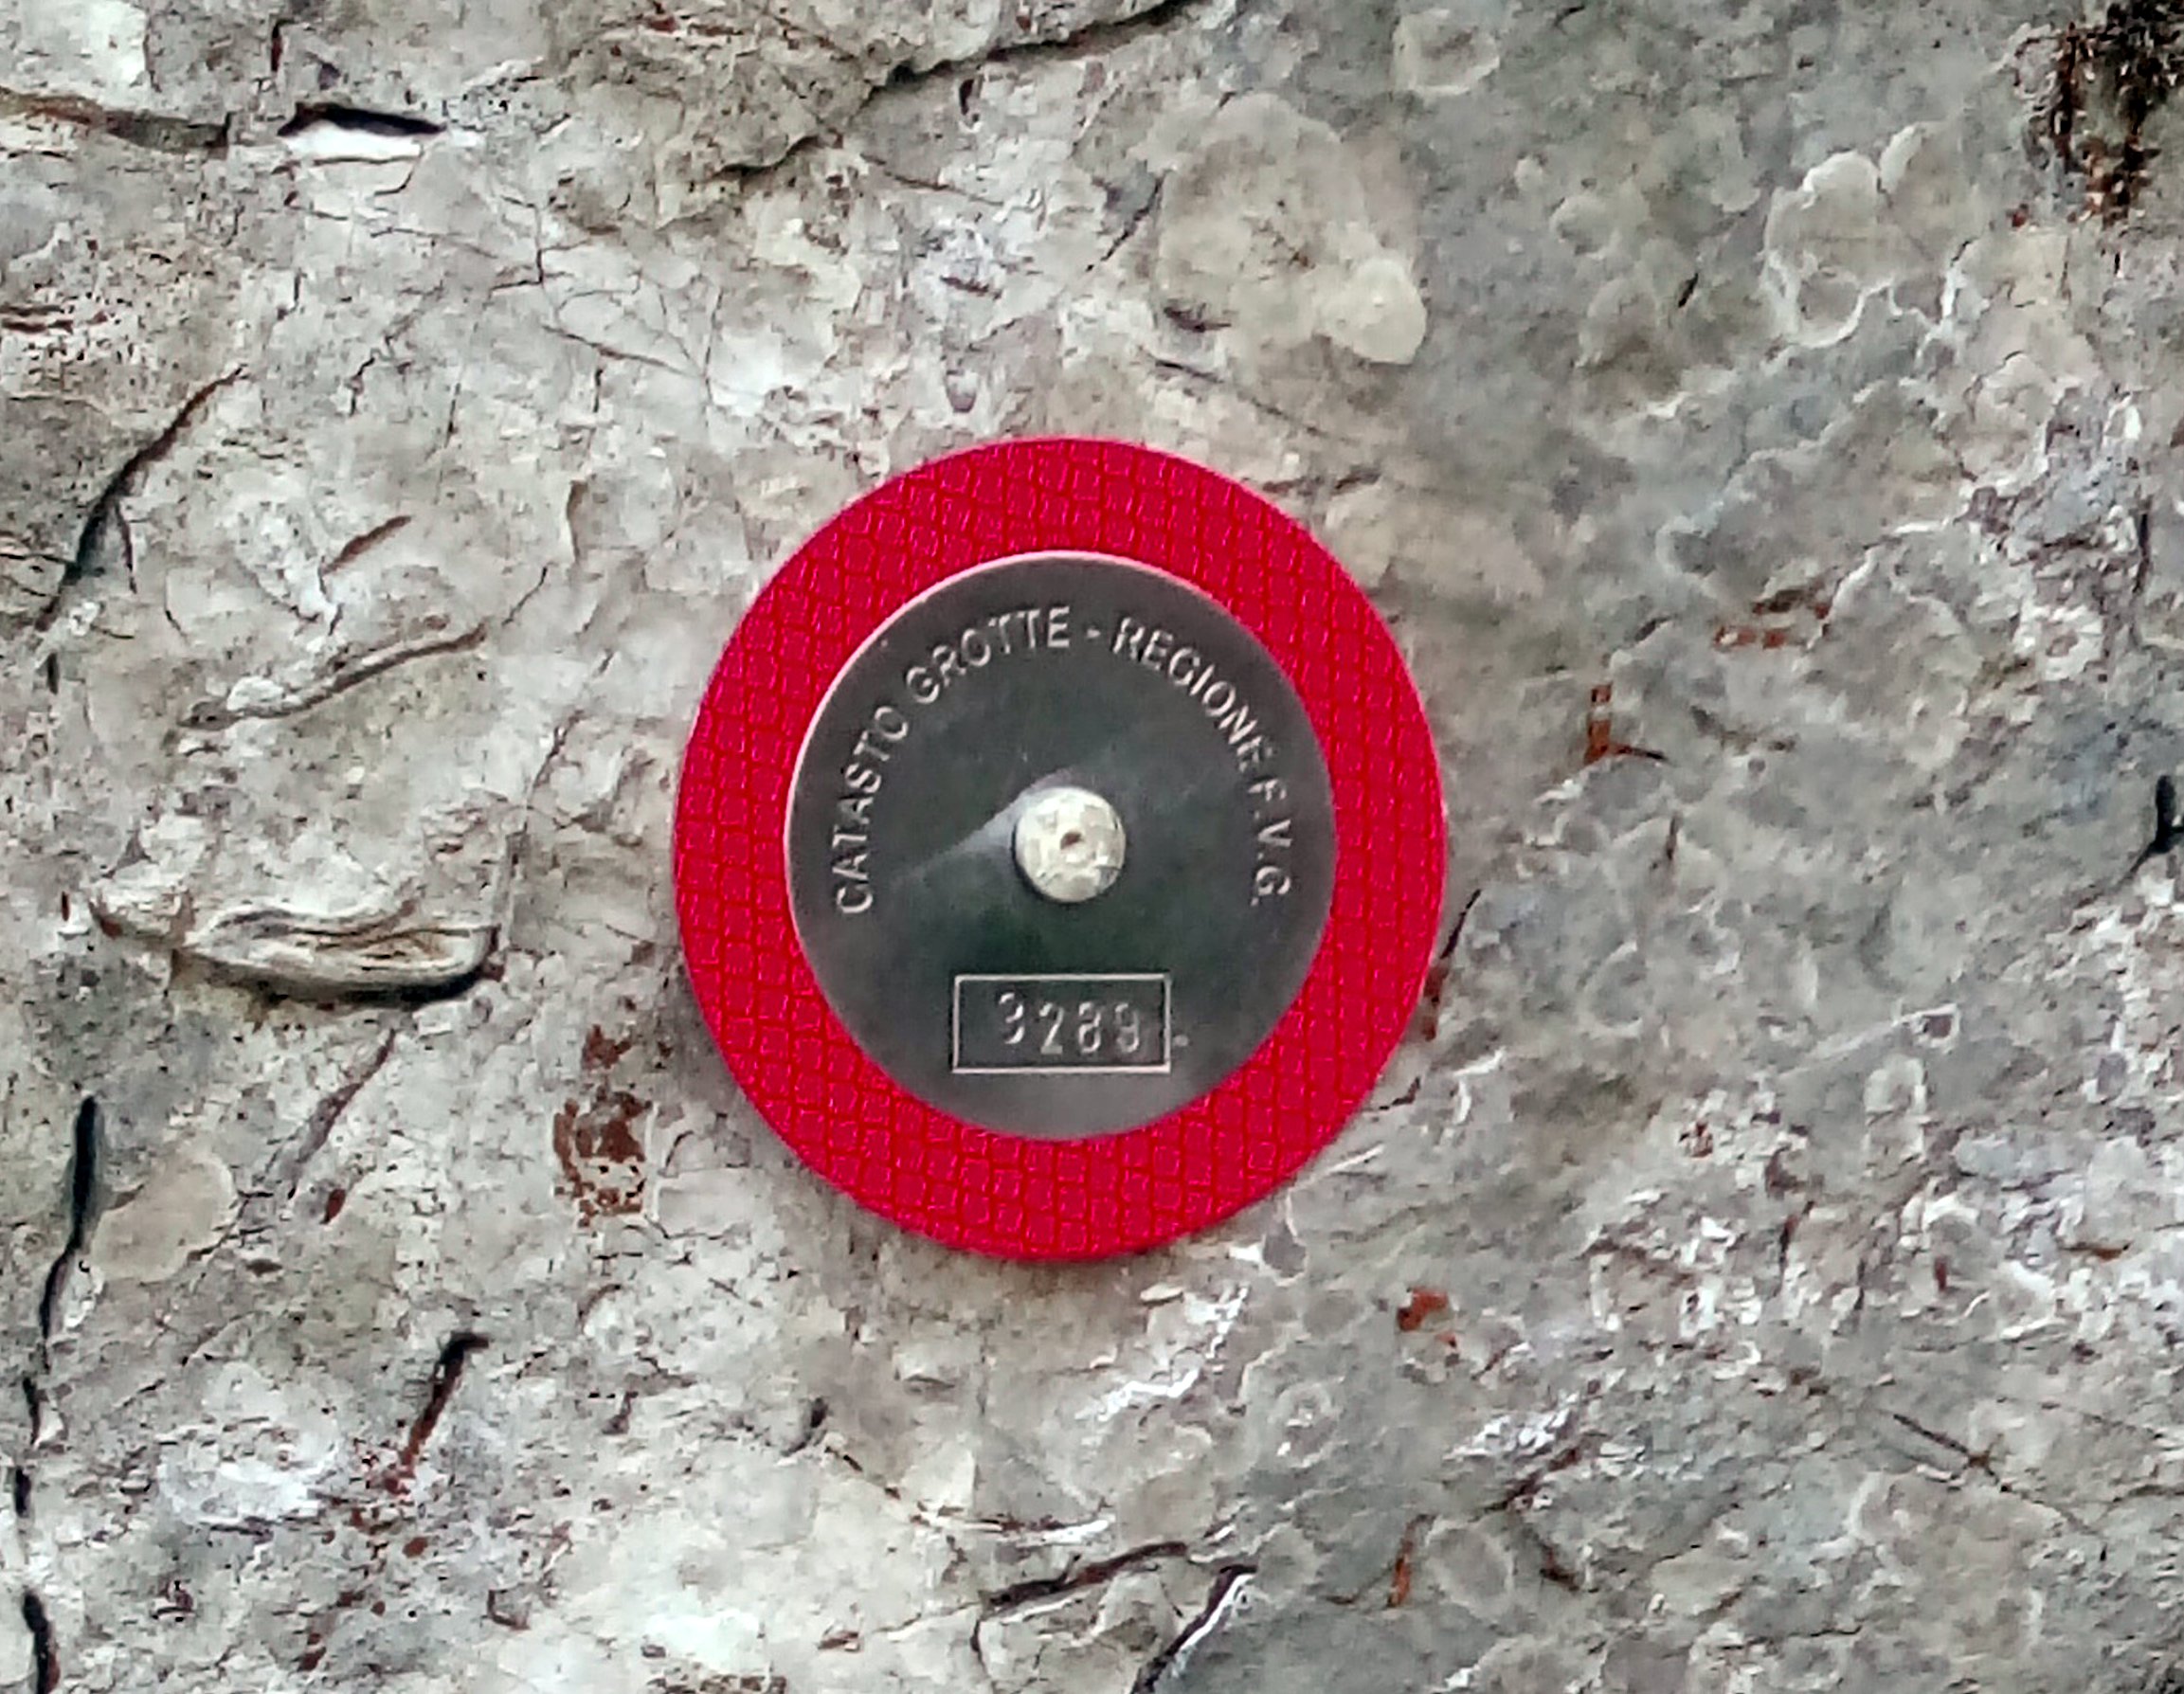 CATASTO GROTTE - REGIONE F.V.G.
3289